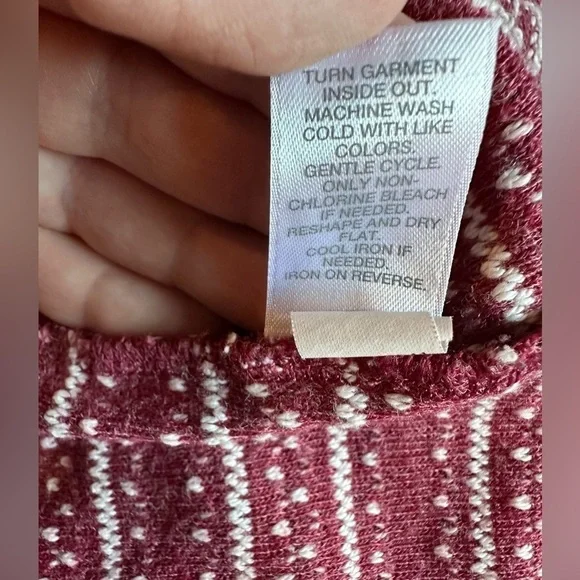 TURN GARMENT
INSIDE OUT.
MACHINE WASH
COLD WITH LIKE
COLORS.
GENTLE CYCLE.
ONLY NON-
CHLORINE BLEACH
IF NEEDED.
RESHAPE AND DRY
FLAT.
COOL IRON IF
NEEDED.
IRON ON REVERSE.